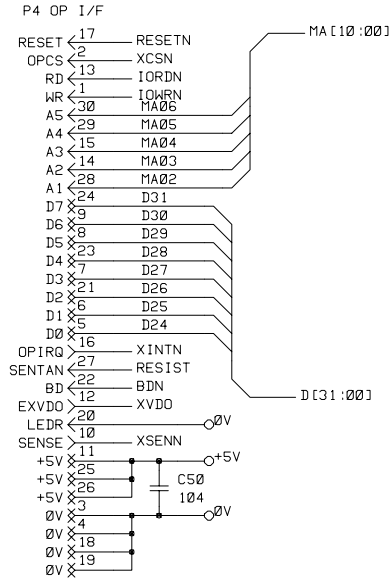 P4 OP I/F
MA[10:00]
RESET 17 RESETN
OPCS 2 XCSN
RD 13 IORDN
WR 1 IOWRN
A5 30 MA06
A4 29 MA05
A3 15 MA04
A2 14 MA03
A1 28 MA02
D7 24 D31
D6 9 D30
D5 8 D29
D4 23 D28
D3 7 D27
D2 21 D26
D1 6 D25
D0 5 D24
OPIRQ 16 XINTN
SENTAN 27 RESIST
BD 22 BDN
D[31:00]
EXVDO 12 XVDO
LEDR 20 0V
SENSE 10 XSENN
+5V 11 +5V
+5V 25 C50
+5V 26 104
0V 3 0V
0V 4
0V 18
0V 19